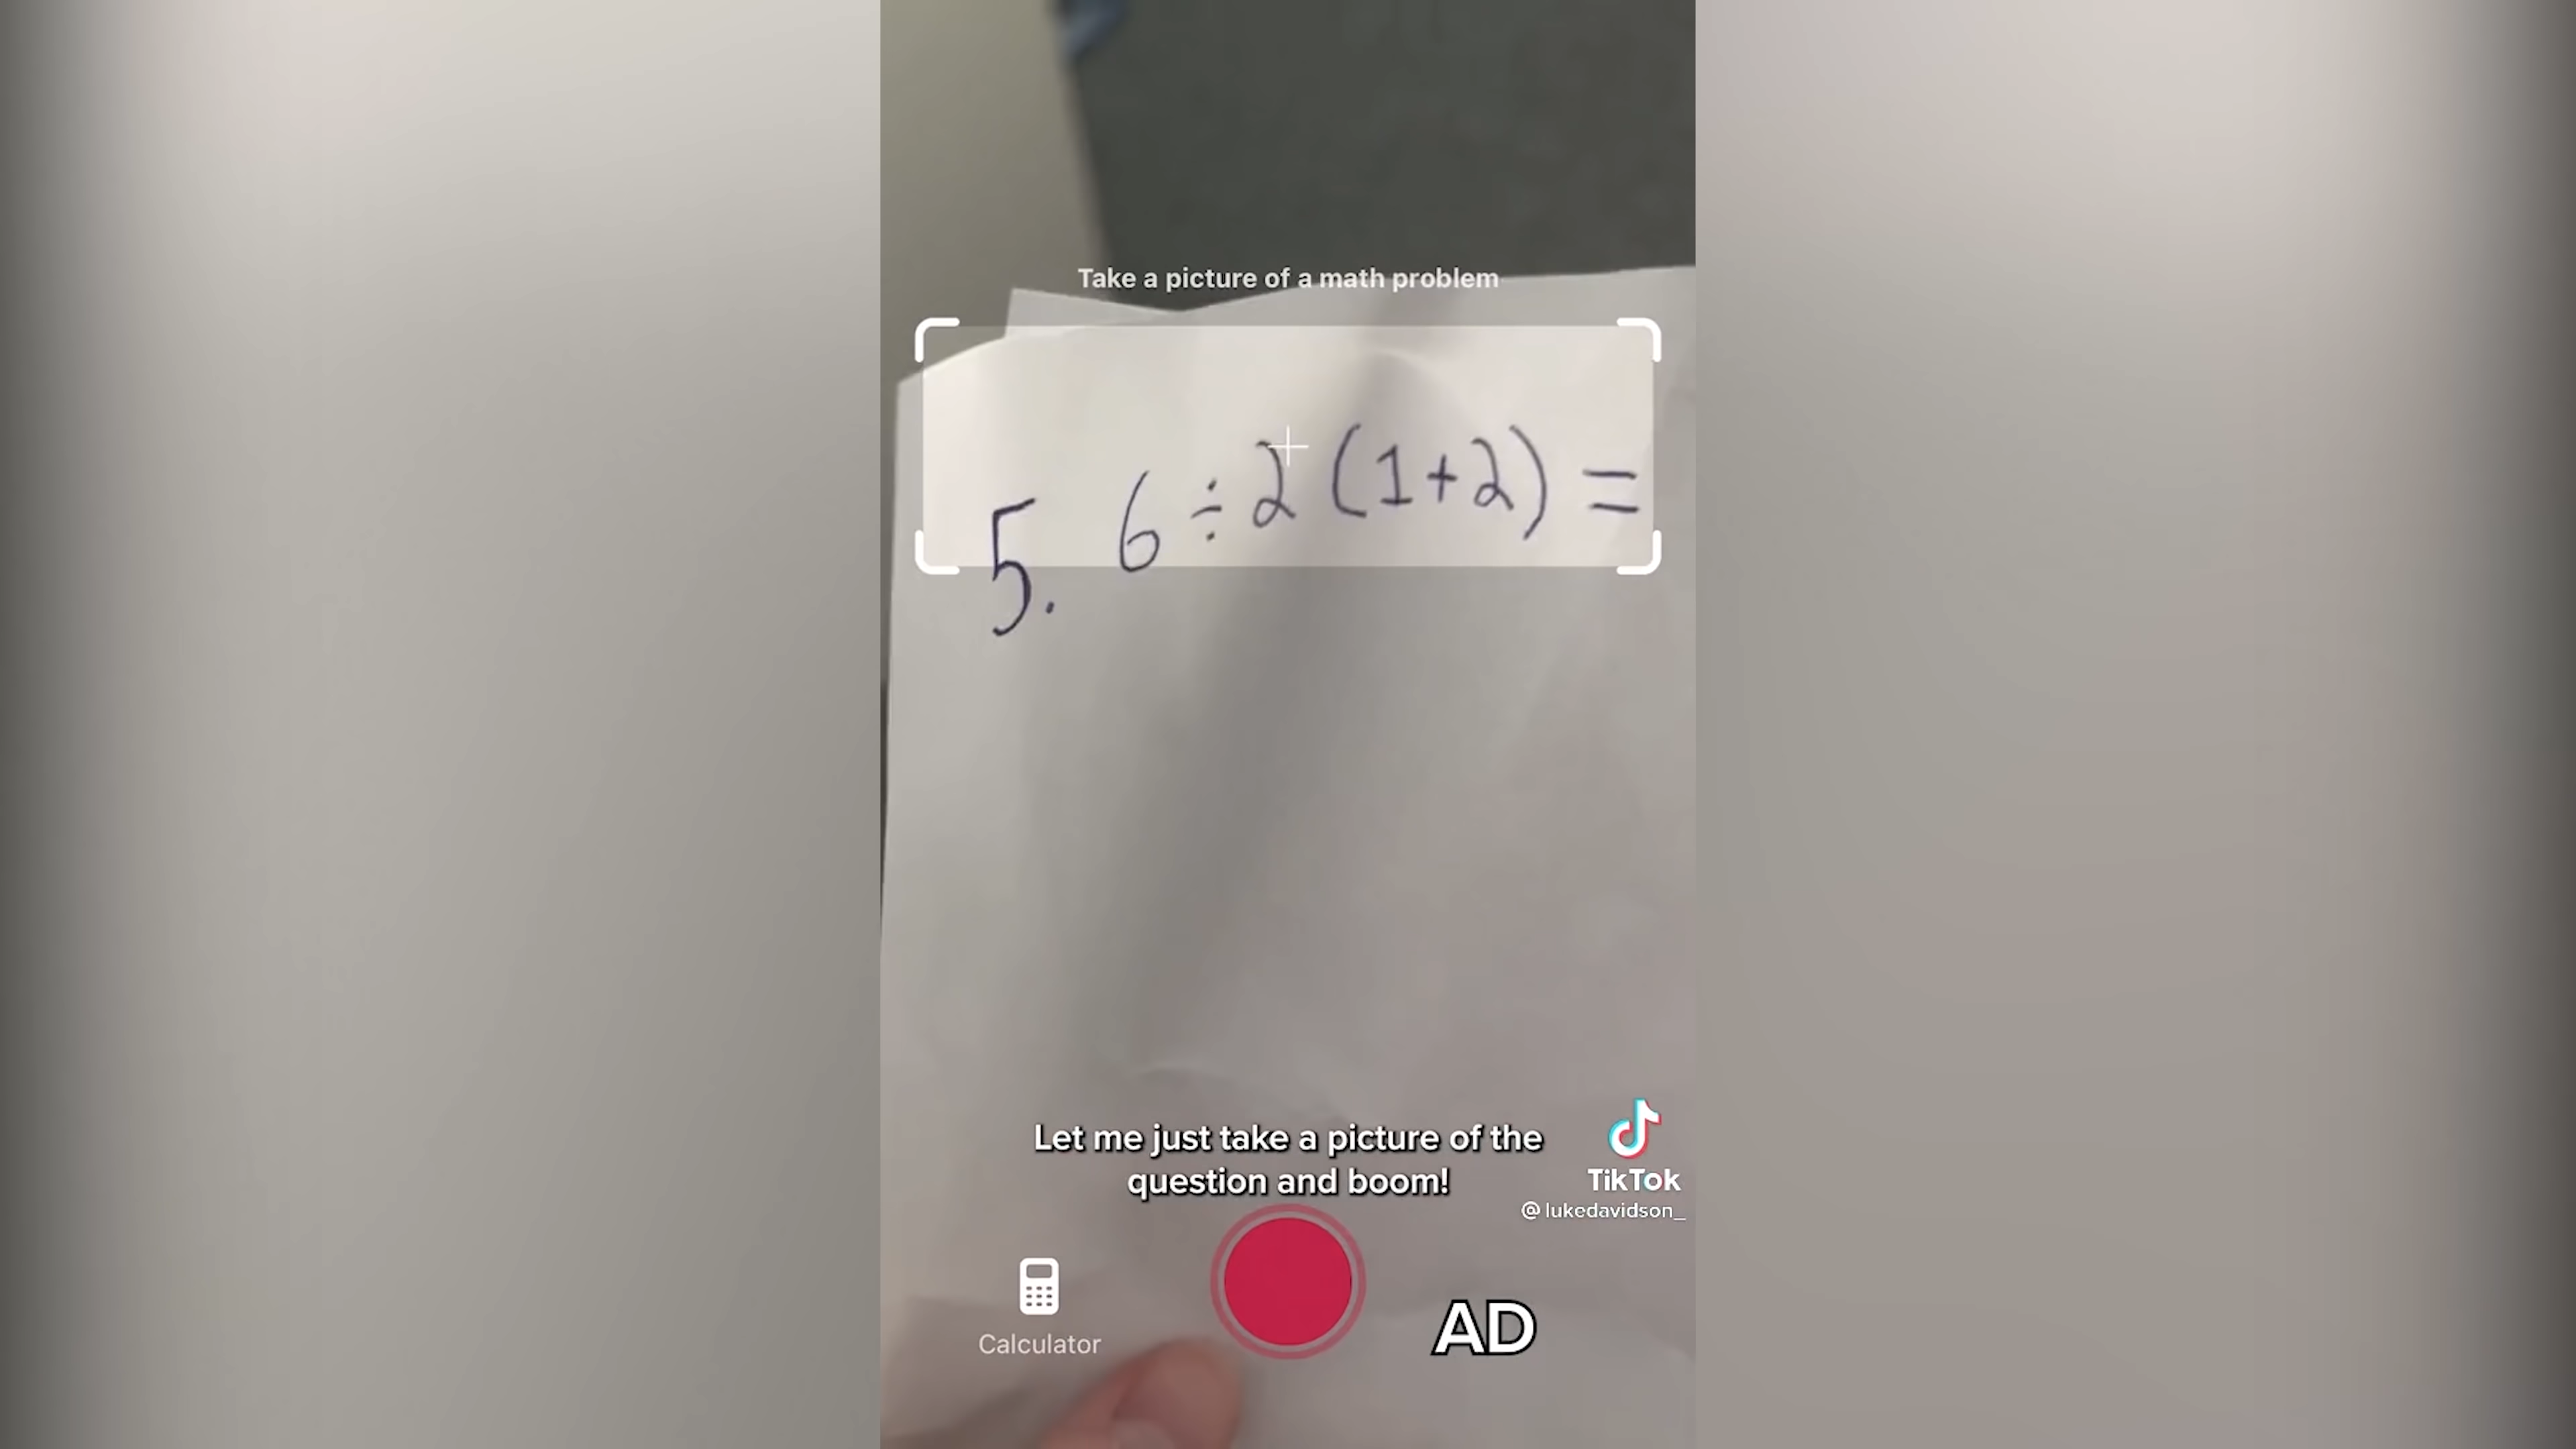 Take a picture of a math problem
5. 6 ÷ 2 (1+2) =
Let me just take a picture of the
question and boom!
TikTok
@lukedavidson_
Calculator
AD